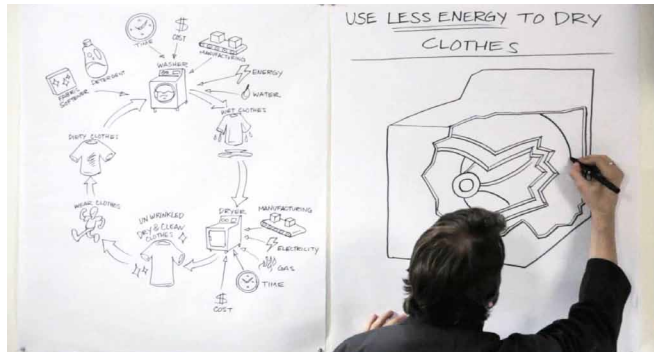 TIME
$
COST
MANUFACTURING
WASHER
ENERGY
WATER
DETERGENT
FABRIC
SOFTENER
WET CLOTHES
DIRTY CLOTHES
WEAR CLOTHES
UNWRINKLED
DRY & CLEAN
CLOTHES
DRYER
MANUFACTURING
ELECTRICITY
GAS
TIME
$
COST
USE LESS ENERGY TO DRY
CLOTHES